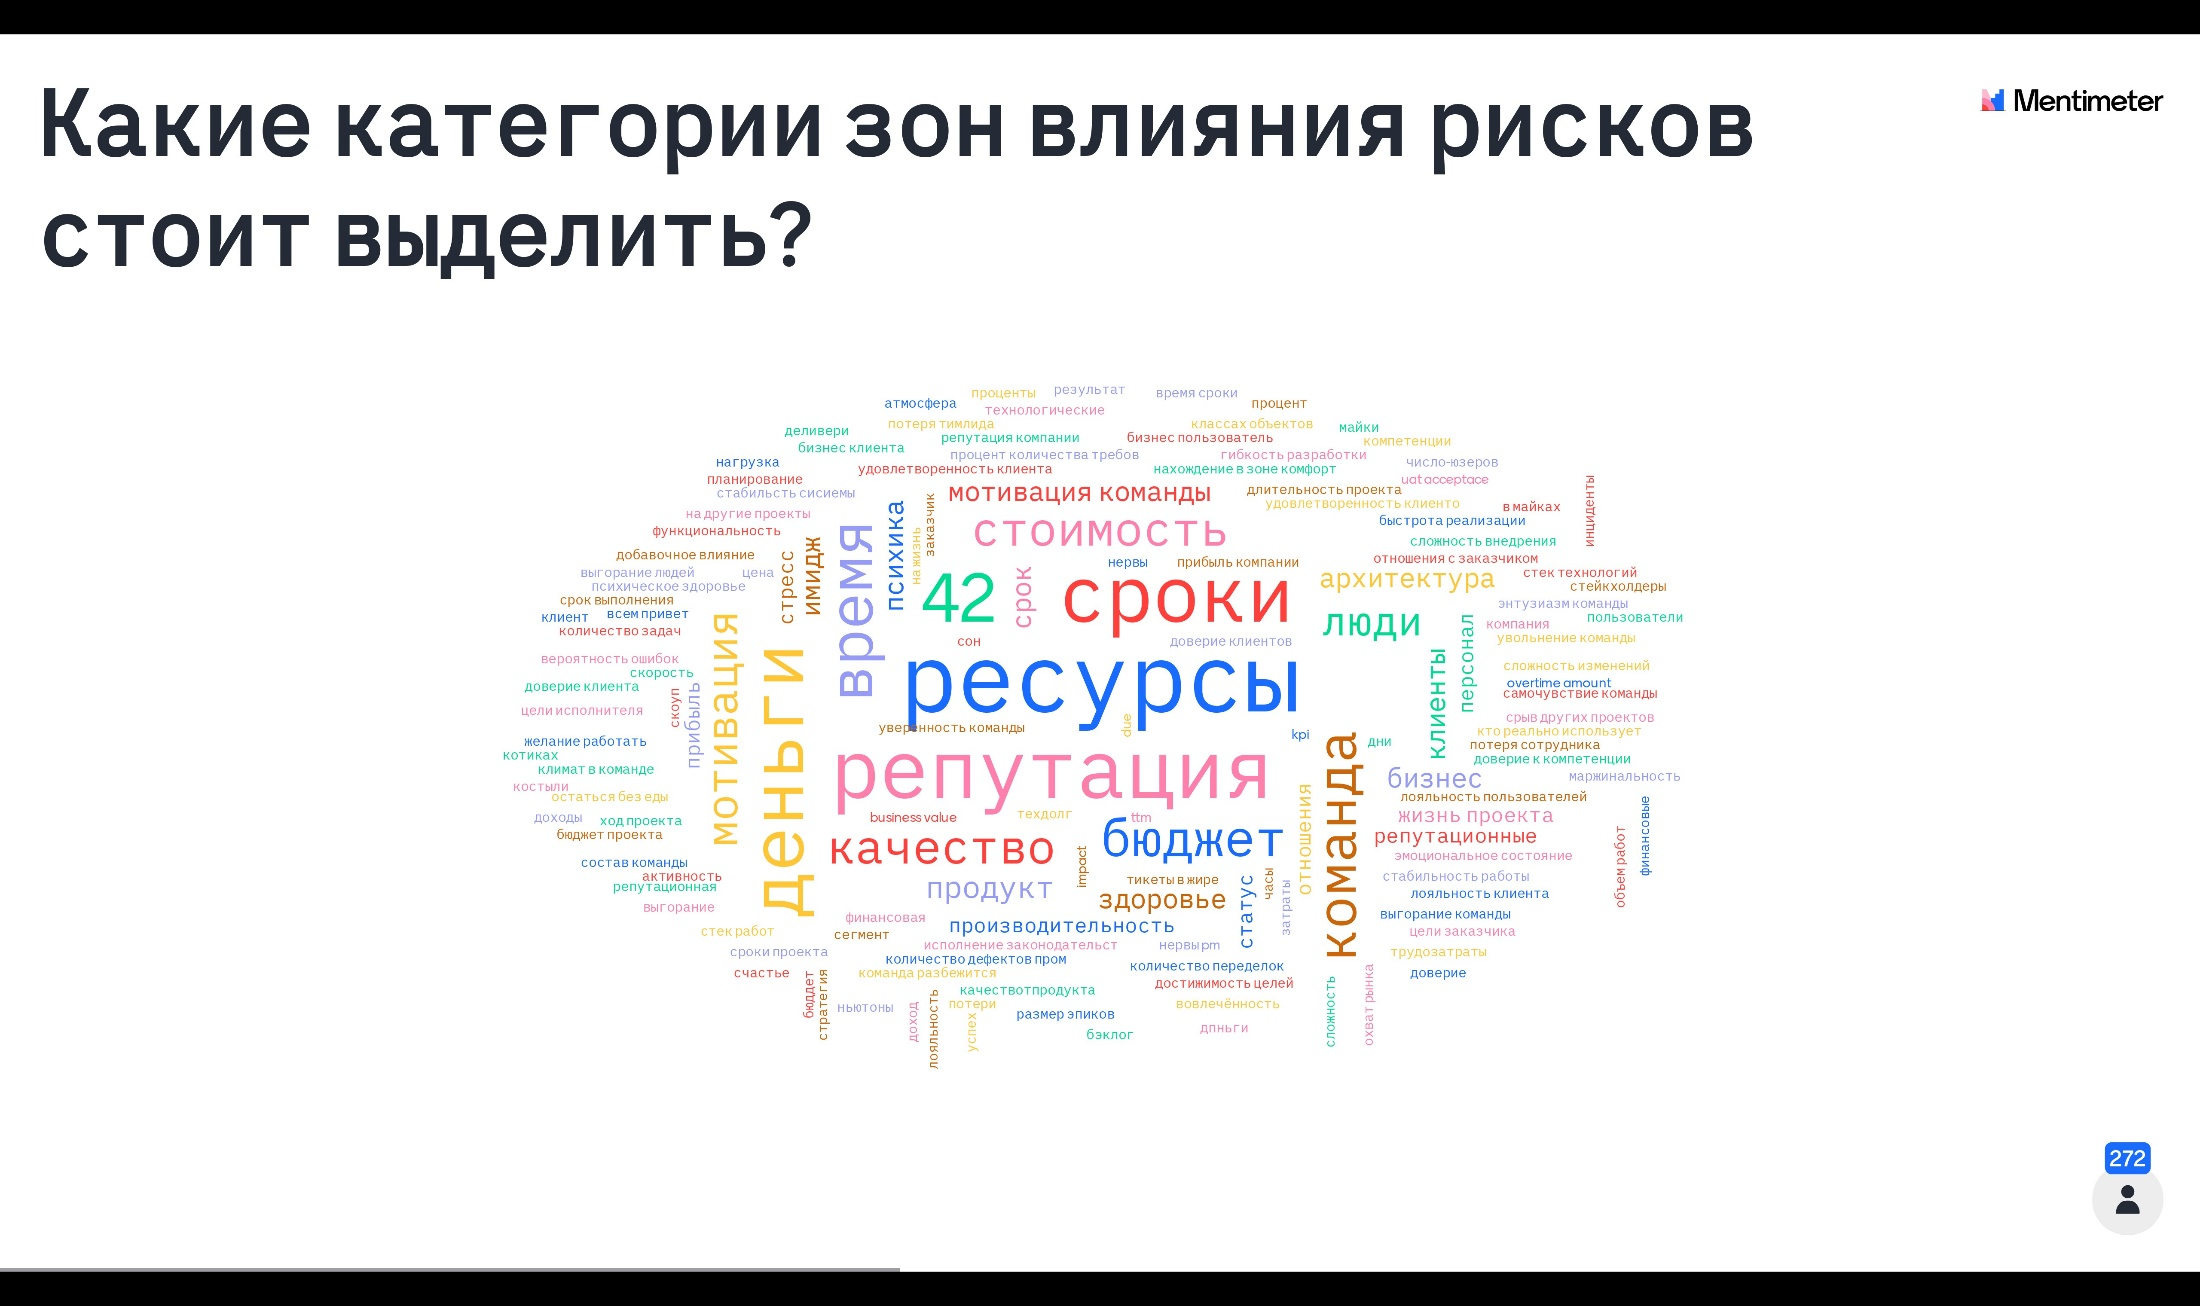 Какие категории зон влияния рисков
стоит выделить?
Mentimeter
проценты
результат
время сроки
атмосфера
технологические
процент
потеря тимлида
классах объектов
майки
деливери
репутация компании
бизнес пользователь
компетенции
бизнес клиента
процент количества требов
гибкость разработки
нагрузка
удовлетворенность клиента
нахождение в зоне комфорт
число-юзеров
планирование
uat acceptace
стабильсть сисиемы
мотивация команды
длительность проекта
удовлетворенность клиенто
в майках
инциденты
на другие проекты
быстрота реализации
функциональность
стоимость
сложность внедрения
заказчик
психика
на жизнь
время
имидж
стресс
добавочное влияние
нервы
прибыль компании
отношения с заказчиком
выгорание людей
цена
42
срок
сроки
архитектура
стек технологий
психическое здоровье
стейкхолдеры
срок выполнения
энтузиазм команды
клиент
всем привет
люди
компания
пользователи
количество задач
сон
доверие клиентов
увольнение команды
персонал
вероятность ошибок
ресурсы
сложность изменений
скорость
мотивация
деньги
клиенты
overtime amount
доверие клиента
самочувствие команды
скоуп
прибыль
цели исполнителя
срыв других проектов
уверенность команды
due
kpi
кто реально использует
желание работать
дни
потеря сотрудника
котиках
доверие к компетенции
климат в команде
репутация
команда
бизнес
маржинальность
костыли
остаться без еды
лояльность пользователей
доходы
ход проекта
business value
техдолг
ttm
отношения
жизнь проекта
бюджет проекта
качество
бюджет
репутационные
финансовые
объем работ
состав команды
impact
эмоциональное состояние
активность
тикеты в жире
часы
стабильность работы
репутационная
продукт
здоровье
статус
затраты
лояльность клиента
выгорание
финансовая
выгорание команды
стек работ
сегмент
производительность
цели заказчика
сроки проекта
исполнение законодательст
нервы pm
трудозатраты
количество дефектов пром
количество переделок
счастье
команда разбежится
доверие
бюддет
стратегия
достижимость целей
качествотпродукта
ньютоны
потери
вовлечённость
сложность
охват рынка
доход
лояльность
успех
размер эпиков
дпньги
бэклог
272